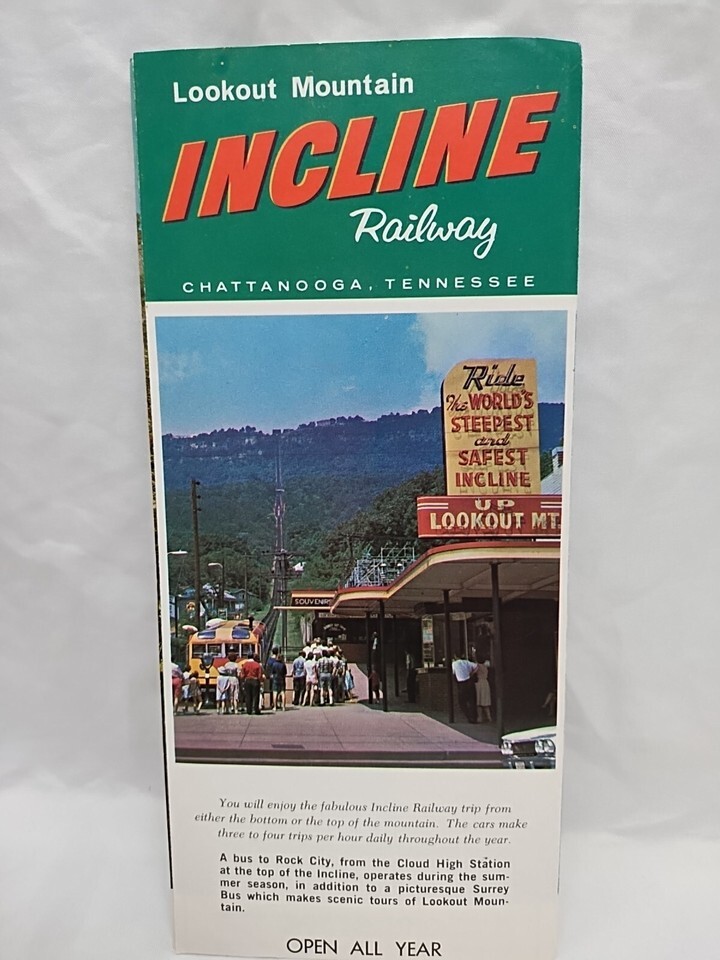 Lookout Mountain
INCLINE
Railway
CHATTANOOGA, TENNESSEE
Ride
The WORLD'S
STEEPEST
and
SAFEST
INCLINE
UP
LOOKOUT MT.
SOUVENIRS
You will enjoy the fabulous Incline Railway trip from
either the bottom or the top of the mountain. The cars make
three to four trips per hour daily throughout the year.
A bus to Rock City, from the Cloud High Station
at the top of the Incline, operates during the sum-
mer season, in addition to a picturesque Surrey
Bus which makes scenic tours of Lookout Moun-
tain.
OPEN ALL YEAR